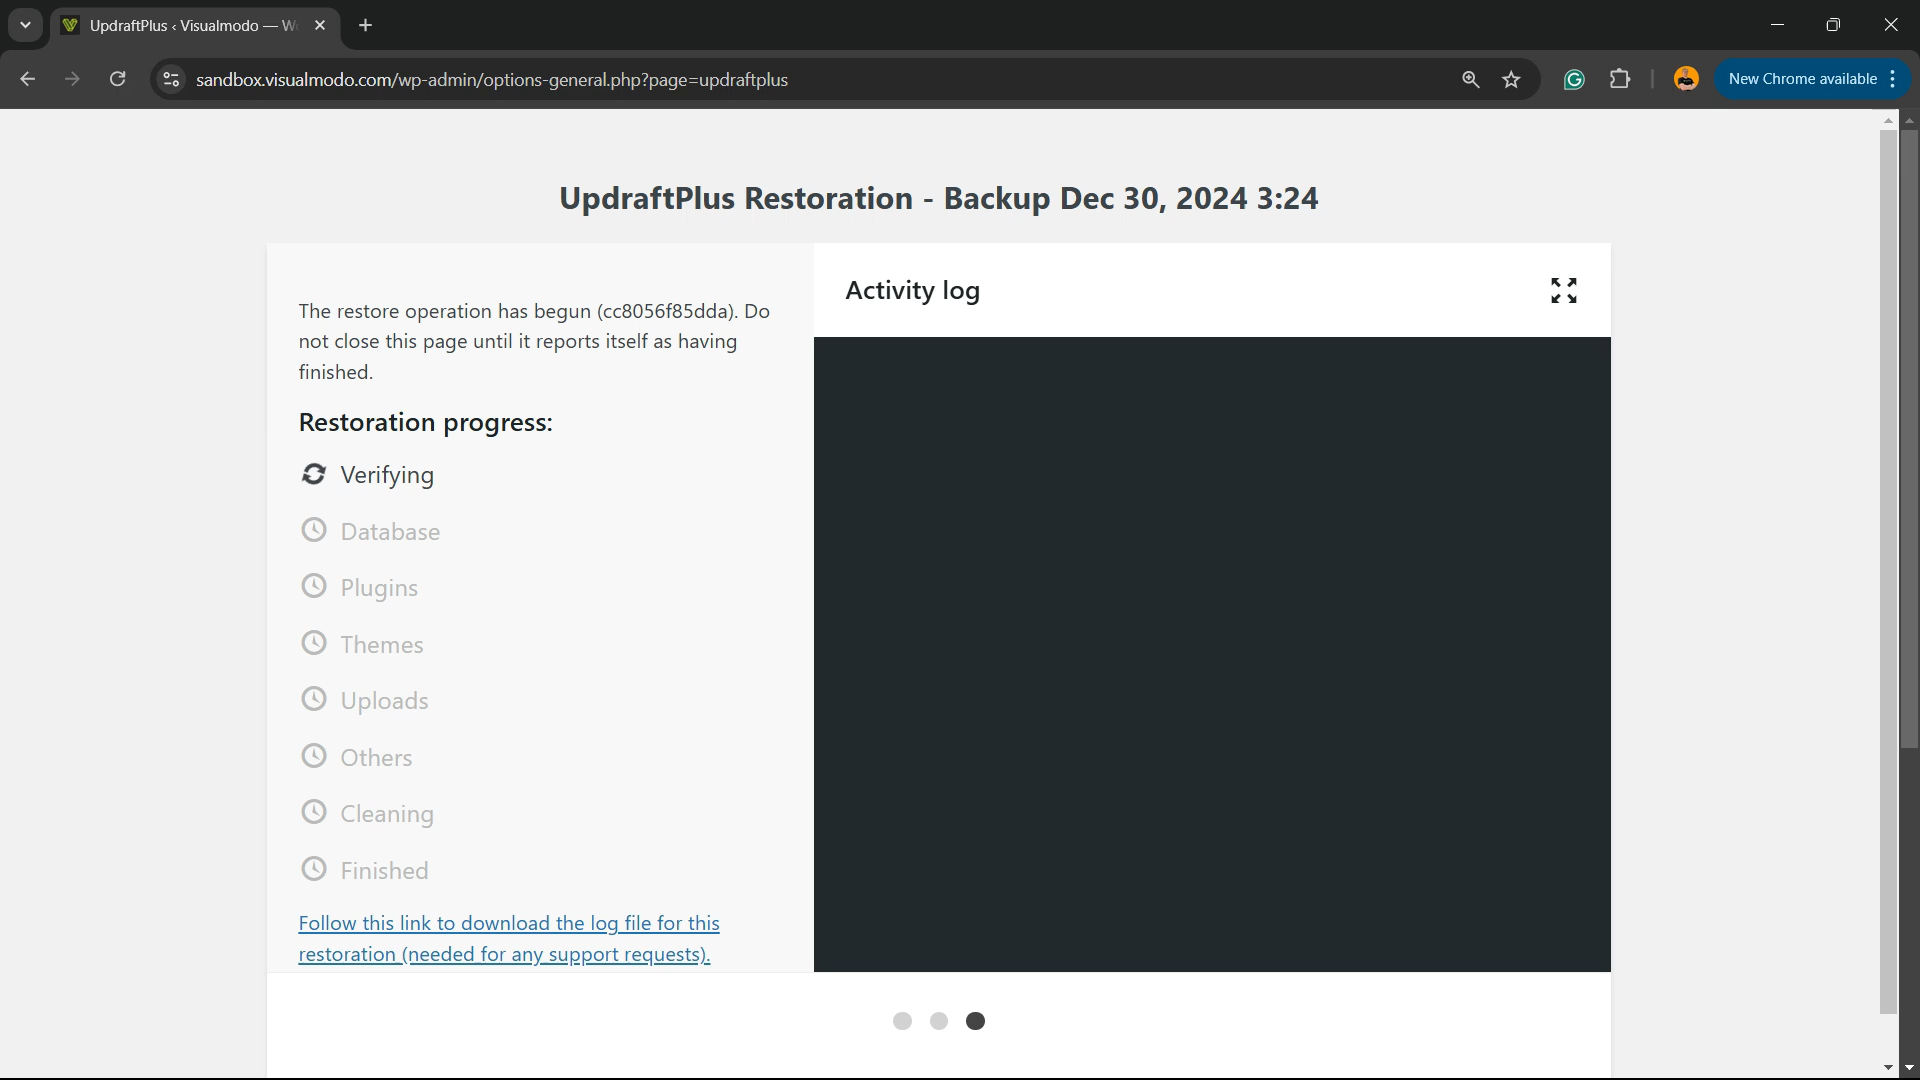 UpdraftPlus ‹ Visualmodo — W
sandbox.visualmodo.com/wp-admin/options-general.php?page=updraftplus
New Chrome available
UpdraftPlus Restoration - Backup Dec 30, 2024 3:24
The restore operation has begun (cc8056f85dda). Do
not close this page until it reports itself as having
finished.
Restoration progress:
Verifying
Database
Plugins
Themes
Uploads
Others
Cleaning
Finished
Follow this link to download the log file for this
restoration (needed for any support requests).
Activity log